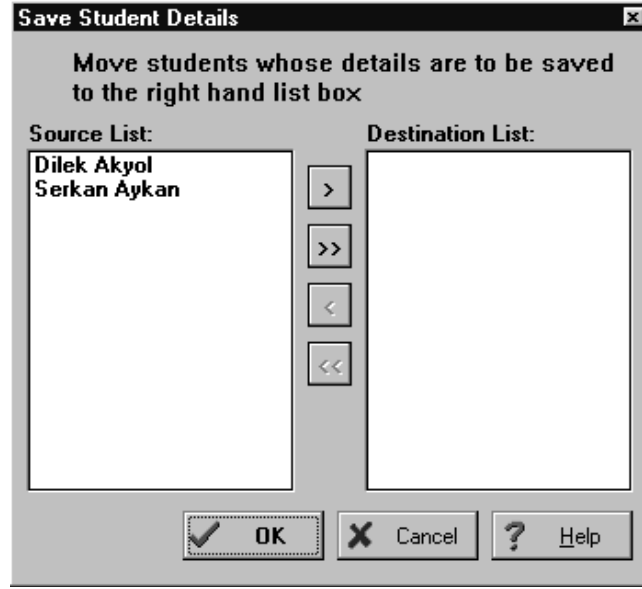 Save Student Details
Move students whose details are to be saved
to the right hand list box
Source List:
Destination List:
Dilek Akyol
Serkan Aykan
>
>>
<
<<
OK
Cancel
? Help